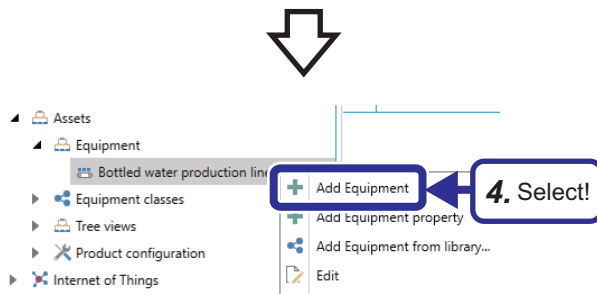 Assets
Equipment
Bottled water production line
Add Equipment
4. Select!
Equipment classes
Add Equipment property
Tree views
Add Equipment from library...
Product configuration
Edit
Internet of Things